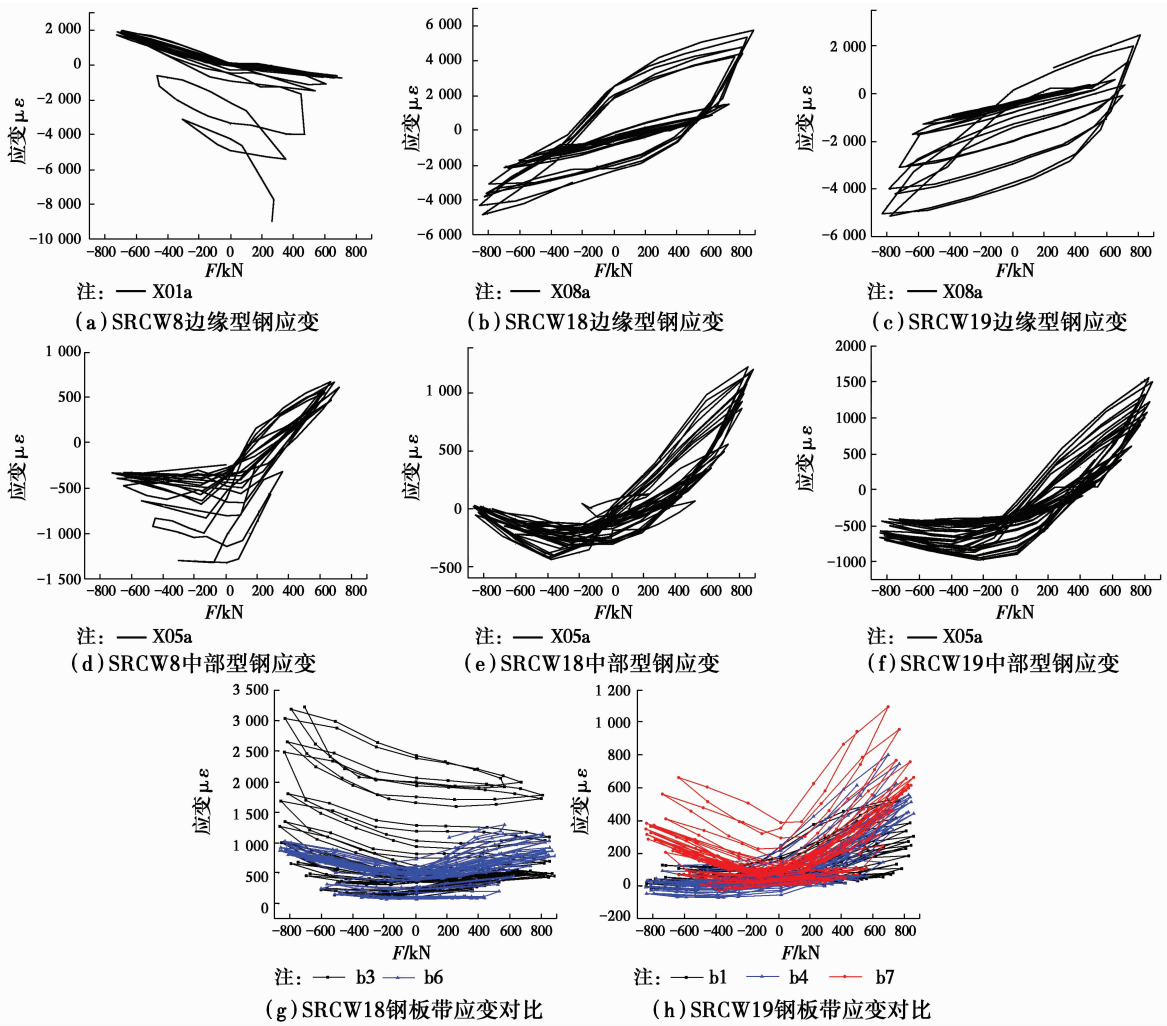 2 000
0
−2 000
−4 000
−6 000
−8 000
−10 000
应变 με
−800 −600 −400 −200 0 200 400 600 800
F/kN
注: X01a
(a)SRCW8边缘型钢应变
6 000
4 000
2 000
0
−2 000
−4 000
−6 000
应变 με
−800 −600 −400 −200 0 200 400 600 800
F/kN
注: X08a
(b)SRCW18边缘型钢应变
2 000
0
−2 000
−4 000
−6 000
应变 με
−800 −600 −400 −200 0 200 400 600 800
F/kN
注: X08a
(c)SRCW19边缘型钢应变
1 000
500
0
−500
−1 000
−1 500
应变 με
−800 −600 −400 −200 0 200 400 600 800
F/kN
注: X05a
(d)SRCW8中部型钢应变
1 000
500
0
−500
应变 με
−800 −600 −400 −200 0 200 400 600 800
F/kN
注: X05a
(e)SRCW18中部型钢应变
2000
1500
1000
500
0
−500
−1000
应变 με
−800 −600 −400 −200 0 200 400 600 800
F/kN
注: X05a
(f)SRCW19中部型钢应变
3 500
3 000
2 500
2 000
1 500
1 000
500
0
应变 με
−800 −600 −400 −200 0 200 400 600 800
F/kN
注: b3 b6
(g)SRCW18钢板带应变对比
1 200
1 000
800
600
400
200
0
−200
应变 με
−800 −600 −400 −200 0 200 400 600 800
F/kN
注: b1 b4 b7
(h)SRCW19钢板带应变对比